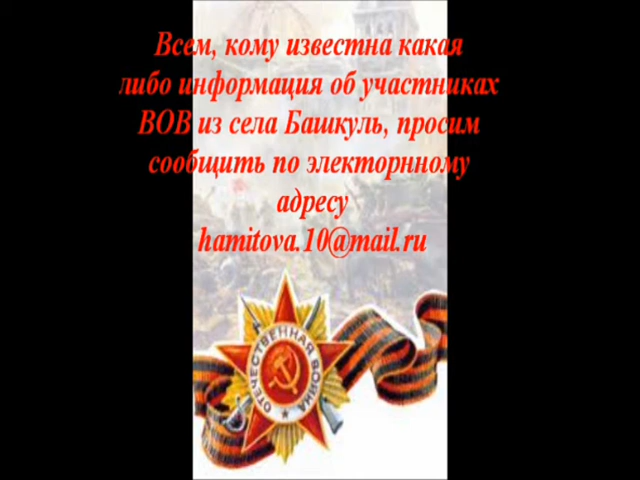 Всем, кому известна какая
либо информация об участниках
ВОВ из села Башкуль, просим
сообщить по электорнному
адресу
hamitova.10@mail.ru
ОТЕЧЕСТВЕННАЯ ВОЙНА